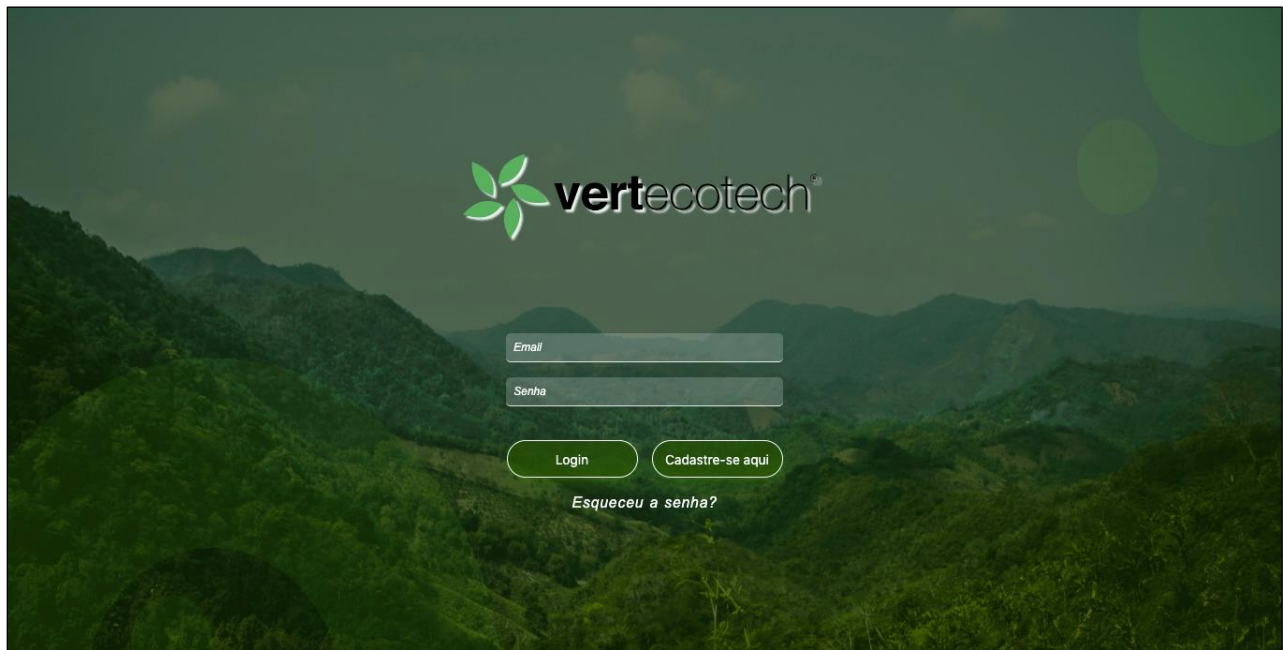 vertecotech®
Email
Senha
Login Cadastre-se aqui
Esqueceu a senha?